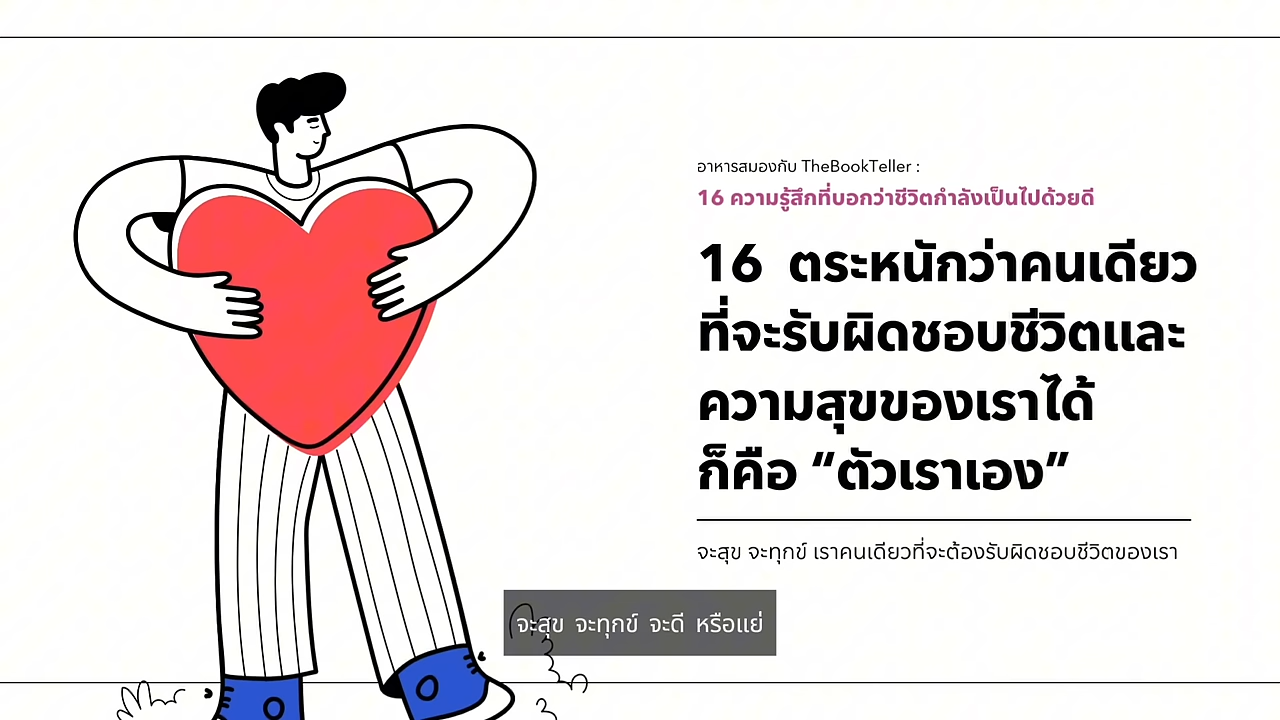 อาหารสมองกับ TheBookTeller :
16 ความรู้สึกที่บอกว่าชีวิตกำลังเป็นไปด้วยดี
16 ตระหนักว่าคนเดียว
ที่จะรับผิดชอบชีวิตและ
ความสุขของเราได้
ก็คือ “ตัวเราเอง”
จะสุข จะทุกข์ เราคนเดียวที่จะต้องรับผิดชอบชีวิตของเรา
จะสุข จะทุกข์ จะดี หรือแย่